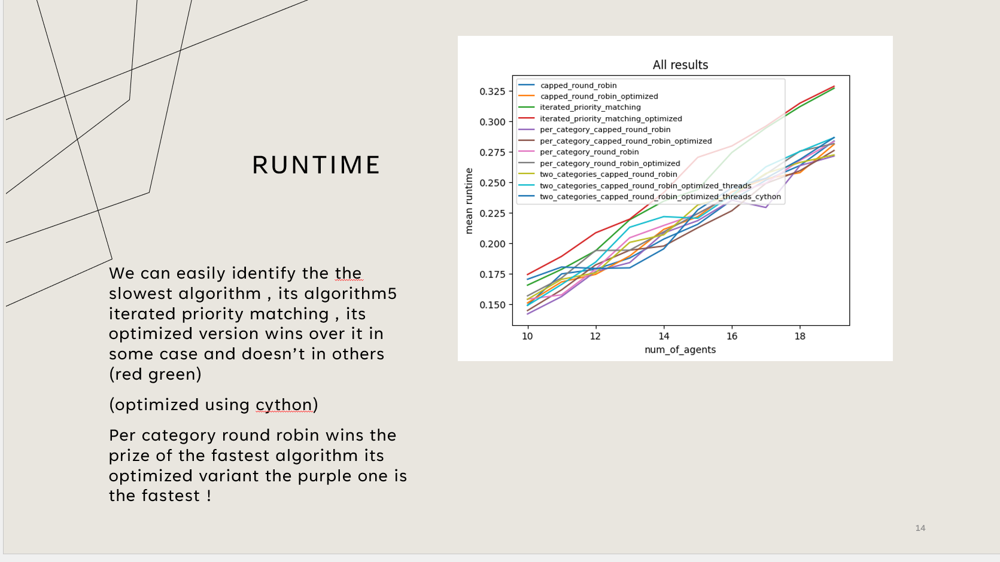 RUNTIME
We can easily identify the the
slowest algorithm , its algorithm5
iterated priority matching , its
optimized version wins over it in
some case and doesn’t in others
(red green)
(optimized using cython)
Per category round robin wins the
prize of the fastest algorithm its
optimized variant the purple one is
the fastest !
All results
capped_round_robin
capped_round_robin_optimized
iterated_priority_matching
iterated_priority_matching_optimized
per_category_capped_round_robin
per_category_capped_round_robin_optimized
per_category_round_robin
per_category_round_robin_optimized
two_categories_capped_round_robin
two_categories_capped_round_robin_optimized_threads
two_categories_capped_round_robin_optimized_threads_cython
mean runtime
0.325
0.300
0.275
0.250
0.225
0.200
0.175
0.150
10 12 14 16 18
num_of_agents
14